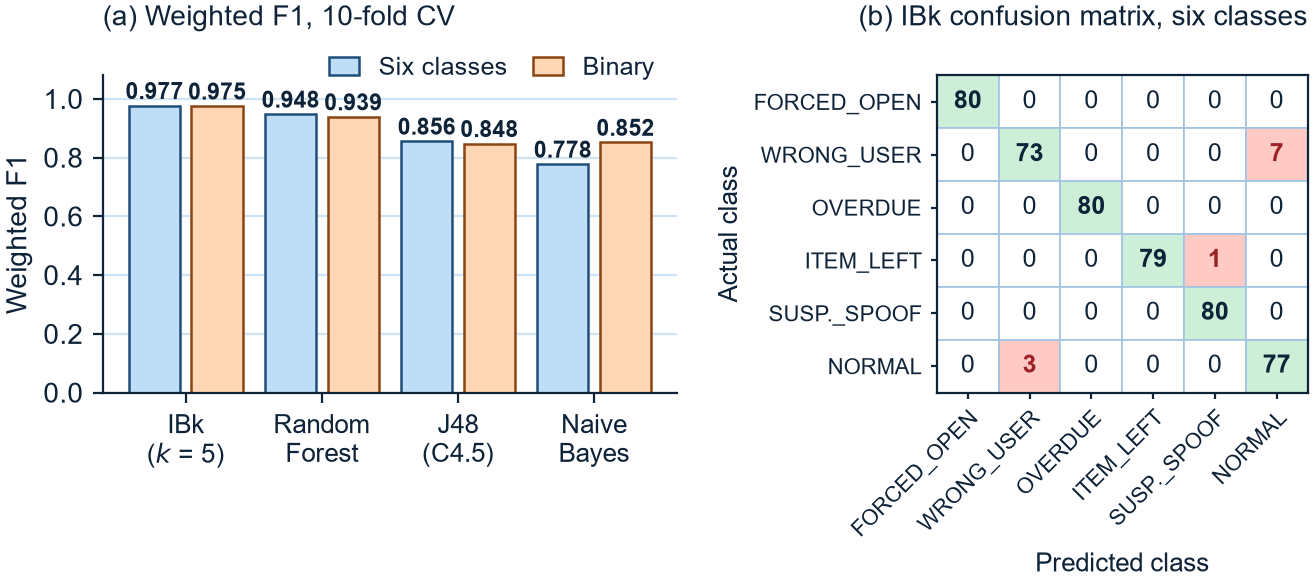 (a) Weighted F1, 10-fold CV
Six classes Binary
Weighted F1
1.0
0.8
0.6
0.4
0.2
0.0
0.977 0.975 0.948 0.939 0.856 0.848 0.778 0.852
IBk
(k = 5)
Random
Forest
J48
(C4.5)
Naive
Bayes
(b) IBk confusion matrix, six classes
Actual class
FORCED_OPEN 80 0 0 0 0 0
WRONG_USER 0 73 0 0 0 7
OVERDUE 0 0 80 0 0 0
ITEM_LEFT 0 0 0 79 1 0
SUSP._SPOOF 0 0 0 0 80 0
NORMAL 0 3 0 0 0 77
FORCED_OPEN
WRONG_USER
OVERDUE
ITEM_LEFT
SUSP._SPOOF
NORMAL
Predicted class